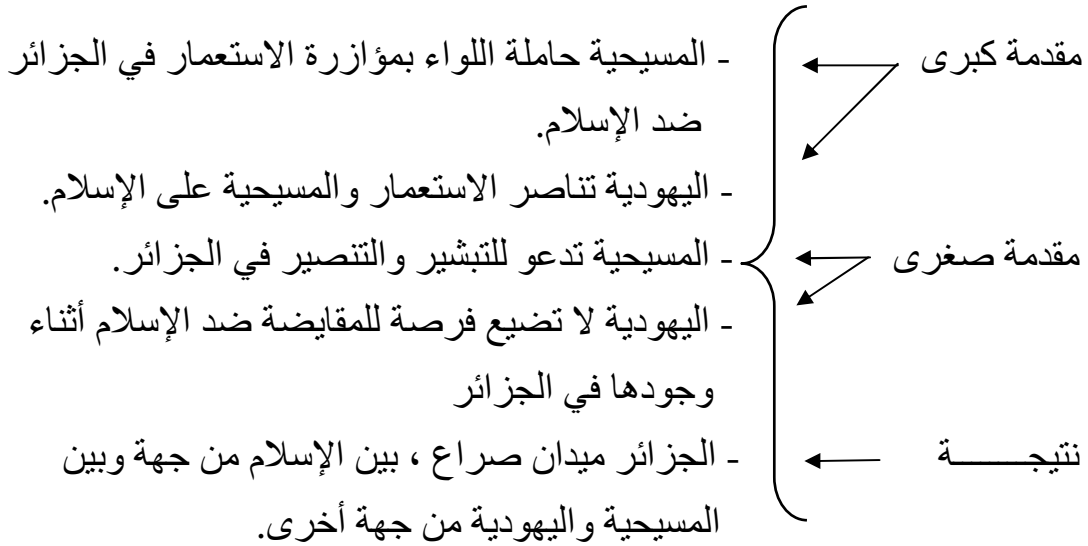 مقدمة كبرى - المسيحية حاملة اللواء بمؤازرة الاستعمار في الجزائر
ضد الإسلام.
- اليهودية تناصر الاستعمار والمسيحية على الإسلام.
مقدمة صغرى - المسيحية تدعو للتبشير والتنصير في الجزائر.
- اليهودية لا تضيع فرصة للمقايضة ضد الإسلام أثناء
وجودها في الجزائر
نتيجـــــــــة - الجزائر ميدان صراع ، بين الإسلام من جهة وبين
المسيحية واليهودية من جهة أخرى.